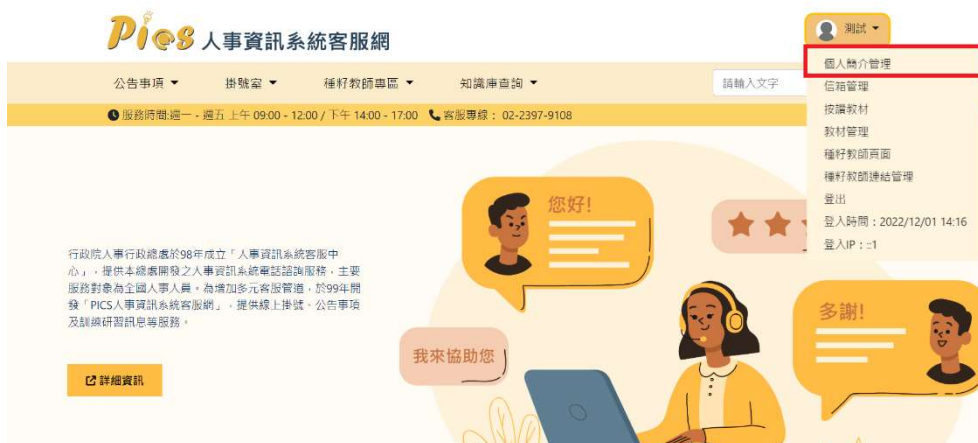 Pics 人事資訊系統客服網
測試
公告事項 掛號室 種籽教師專區 知識庫查詢
請輸入文字
服務時間:週一 - 週五 上午 09:00 - 12:00 / 下午 14:00 - 17:00 客服專線： 02-2397-9108
個人簡介管理
信箱管理
按讚教材
教材管理
種籽教師頁面
種籽教師連結管理
登出
登入時間：2022/12/01 14:16
登入IP：::1
您好!
行政院人事行政總處於98年成立「人事資訊系統客服中
心」，提供本總處開發之人事資訊系統電話諮詢服務，主要
服務對象為全國人事人員。為增加多元客服管道，於99年開
發「PICS人事資訊系統客服網」，提供線上掛號、公告事項
及訓練研習訊息等服務。
多謝!
我來協助您
詳細資訊